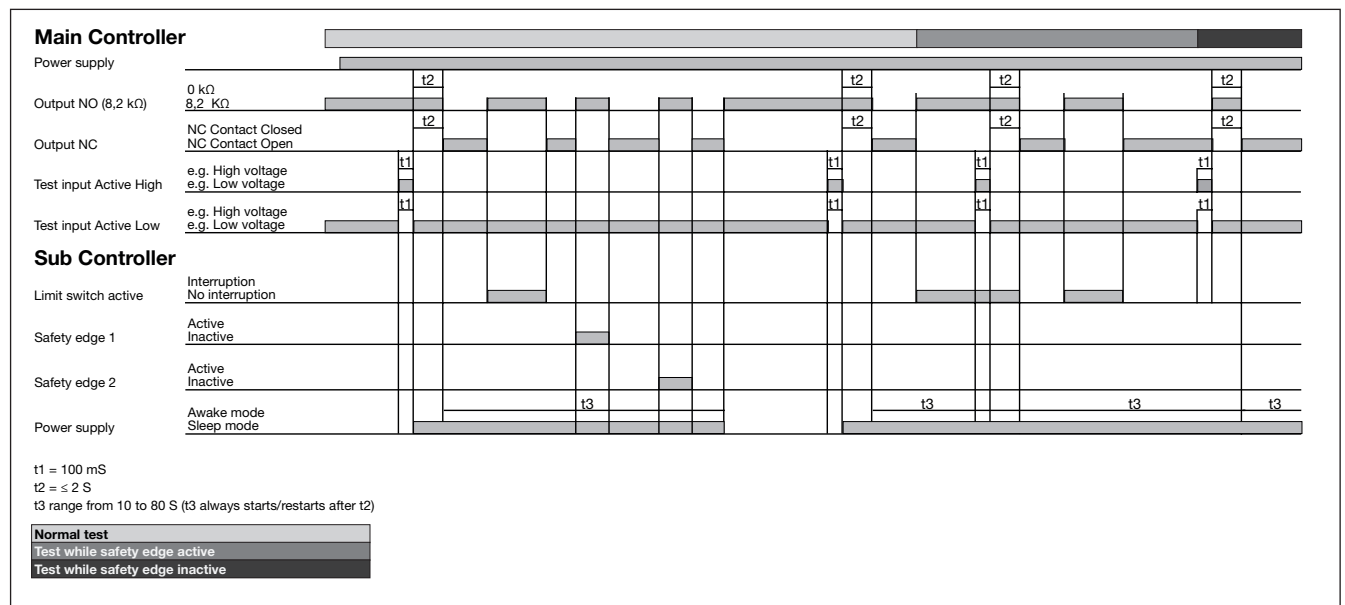 Main Controller
Power supply
t2 t2 t2 t2
0 kΩ
Output NO (8,2 kΩ) 8,2 KΩ
t2 t2 t2 t2
NC Contact Closed
Output NC NC Contact Open
t1 t1 t1 t1
e.g. High voltage
Test input Active High e.g. Low voltage
t1 t1 t1 t1
e.g. High voltage
Test input Active Low e.g. Low voltage
Sub Controller
Interruption
Limit switch active No interruption
Active
Safety edge 1 Inactive
Active
Safety edge 2 Inactive
t3 t3 t3 t3
Awake mode
Power supply Sleep mode
t1 = 100 mS
t2 = ≤ 2 S
t3 range from 10 to 80 S (t3 always starts/restarts after t2)
Normal test
Test while safety edge active
Test while safety edge inactive